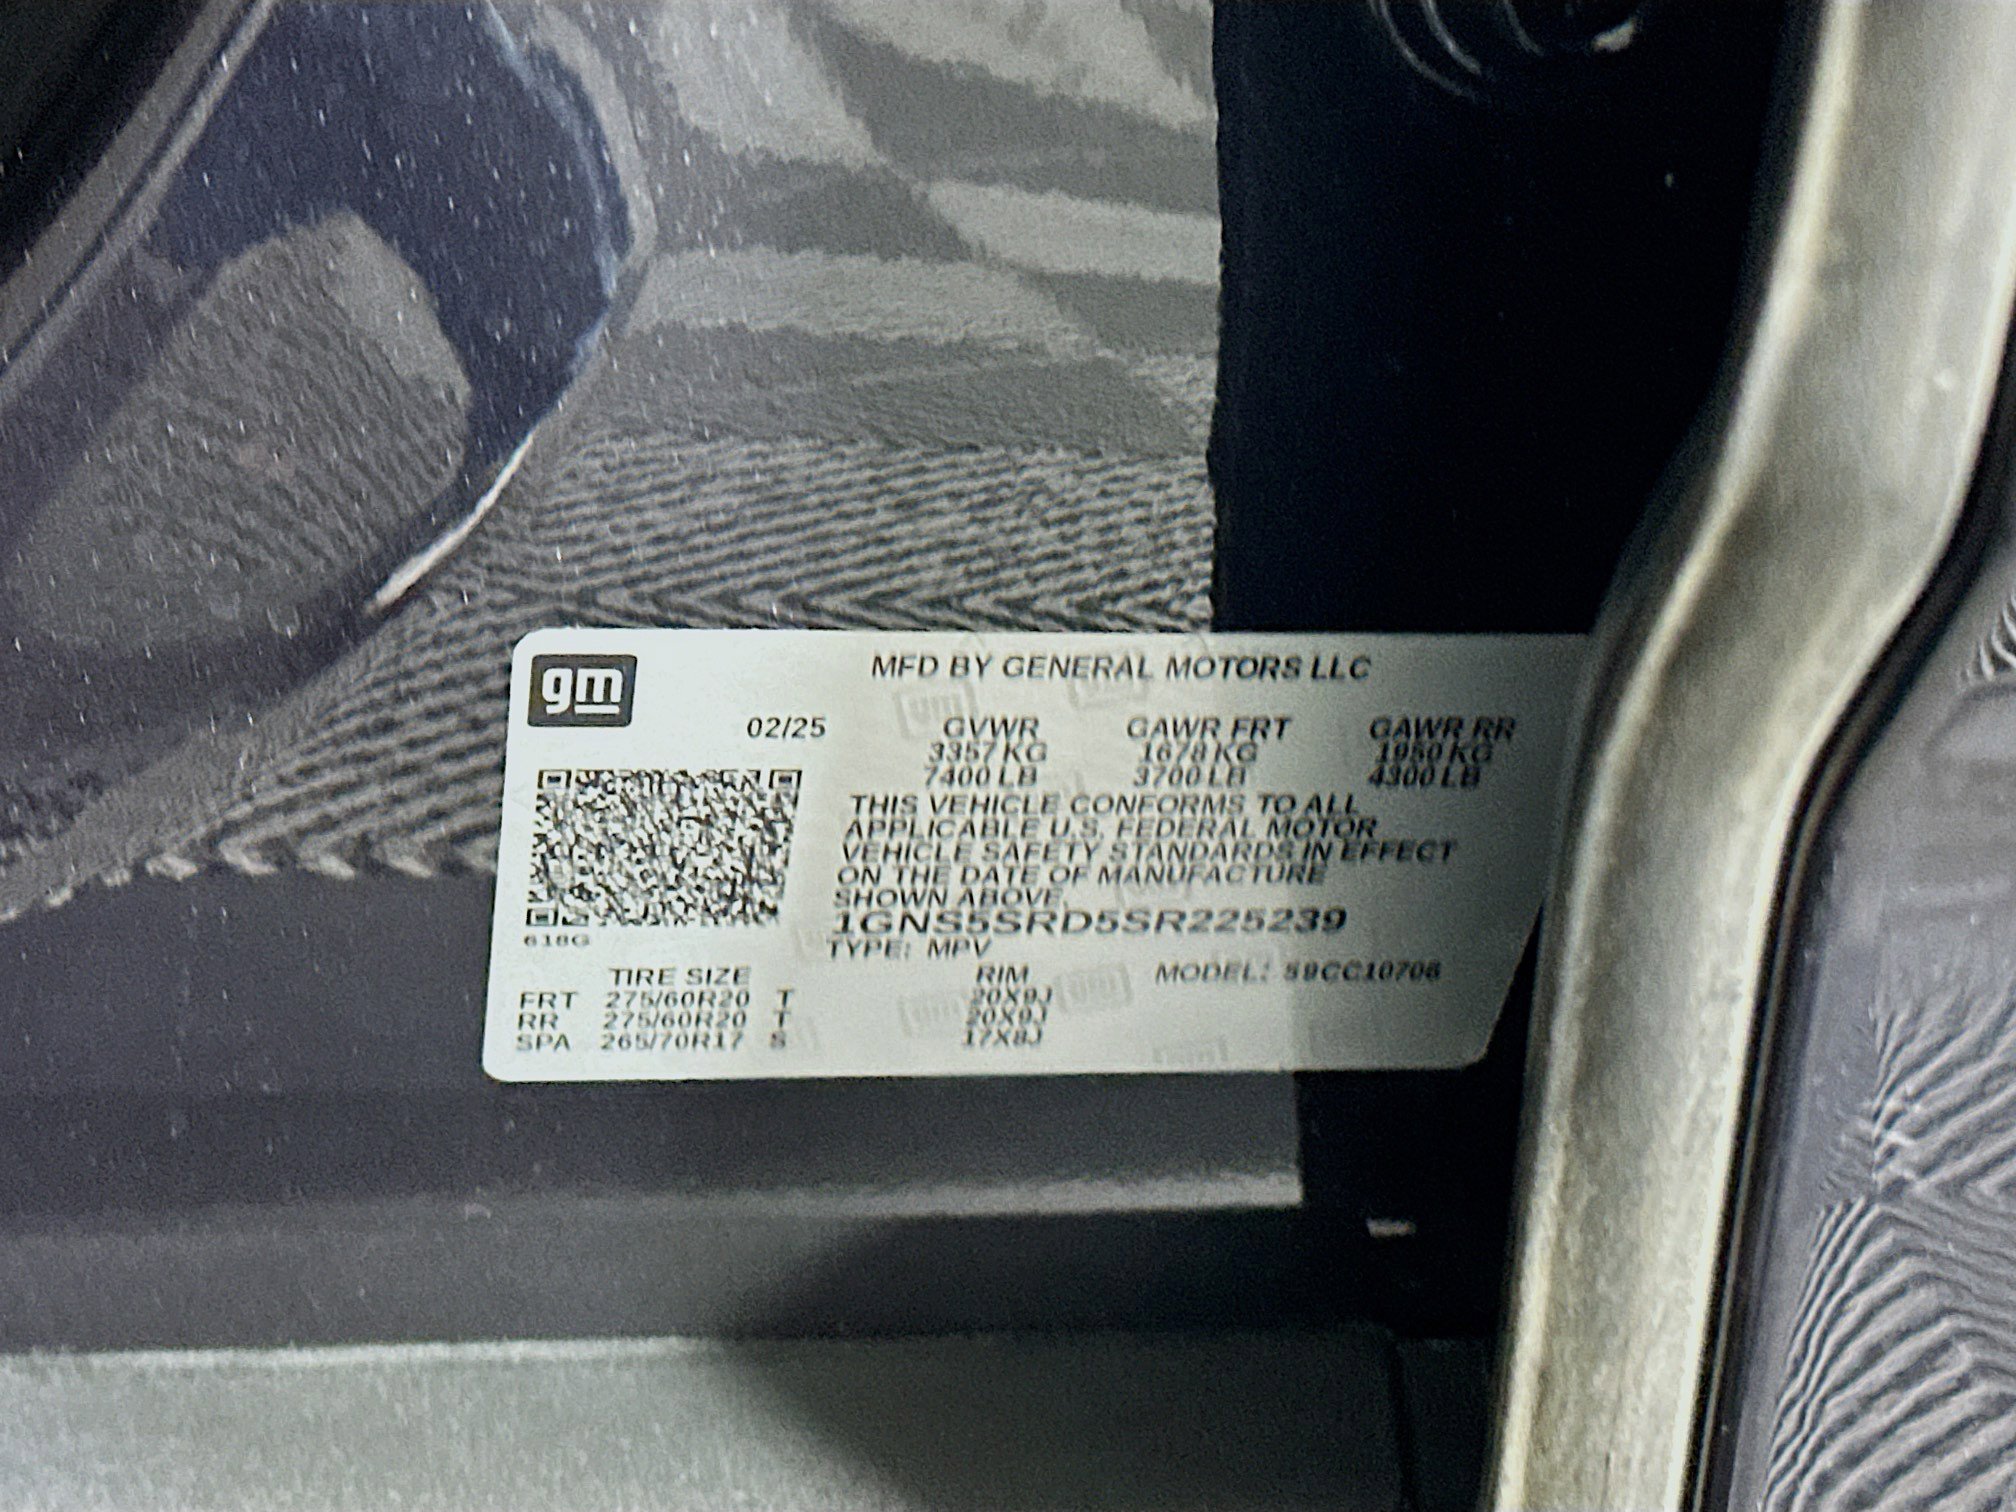 gm
MFD BY GENERAL MOTORS LLC
02/25 GVWR GAWR FRT GAWR RR
3357 KG 1678 KG 1950 KG
7400 LB 3700 LB 4300 LB
THIS VEHICLE CONFORMS TO ALL
APPLICABLE U.S. FEDERAL MOTOR
VEHICLE SAFETY STANDARDS IN EFFECT
ON THE DATE OF MANUFACTURE
SHOWN ABOVE.
1GNS5SRD5SR225239
618G
TYPE: MPV
TIRE SIZE RIM MODEL: S9CC10706
FRT 275/60R20 T 20X9J
RR 275/60R20 T 20X9J
SPA 265/70R17 S 17X8J